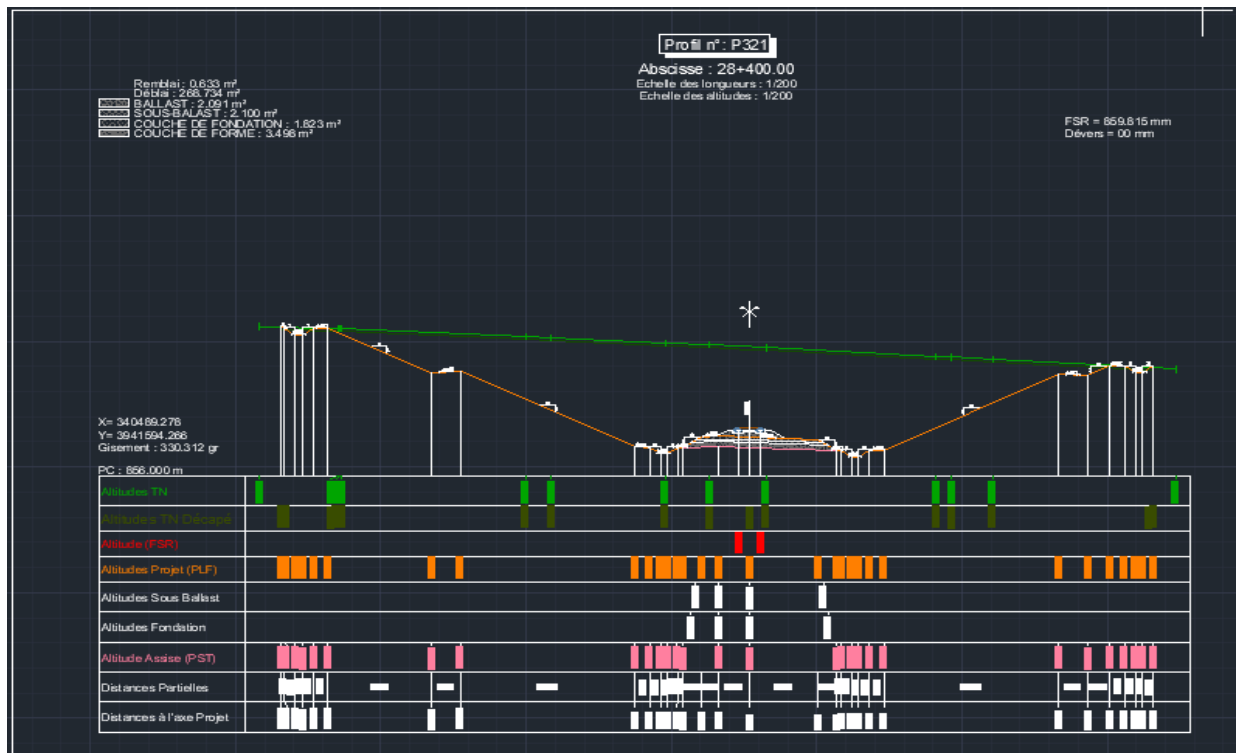 Profil n° : P321
Abscisse : 28+400.00
Echelle des longueurs : 1/200
Echelle des altitudes : 1/200
Remblai : 0.633 m²
Déblai : 268.734 m²
BALLAST : 2.091 m²
SOUS-BALAST : 2.100 m²
COUCHE DE FONDATION : 1.823 m²
COUCHE DE FORME : 3.498 m²
FSR = 859.815 mm
Dévers = 00 mm
X= 340489.278
Y= 3941594.266
Gisement : 330.312 gr
PC : 856.000 m
Altitudes TN
Altitudes TN Décapé
Altitude (FSR)
Altitudes Projet (PLF)
Altitudes Sous Ballast
Altitudes Fondation
Altitude Assise (PST)
Distances Partielles
Distances à l'axe Projet